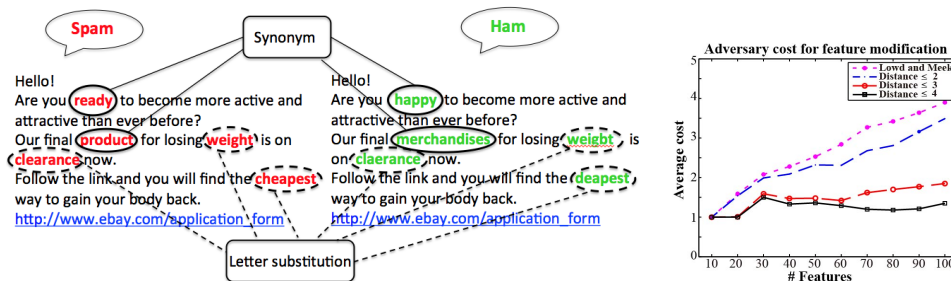 Spam
Synonym
Ham
Hello!
Are you ready to become more active and
attractive than ever before?
Our final product for losing weight is on
clearance now.
Follow the link and you will find the cheapest
way to gain your body back.
http://www.ebay.com/application_form
Hello!
Are you happy to become more active and
attractive than ever before?
Our final merchandises for losing weigbt is
on claerance now.
Follow the link and you will find the deapest
way to gain your body back.
http://www.ebay.com/application_form
Letter substitution
Adversary cost for feature modification
Lowd and Meek
Distance ≤ 2
Distance ≤ 3
Distance ≤ 4
Average cost
5
4
3
2
1
0
10 20 30 40 50 60 70 80 90 100
# Features